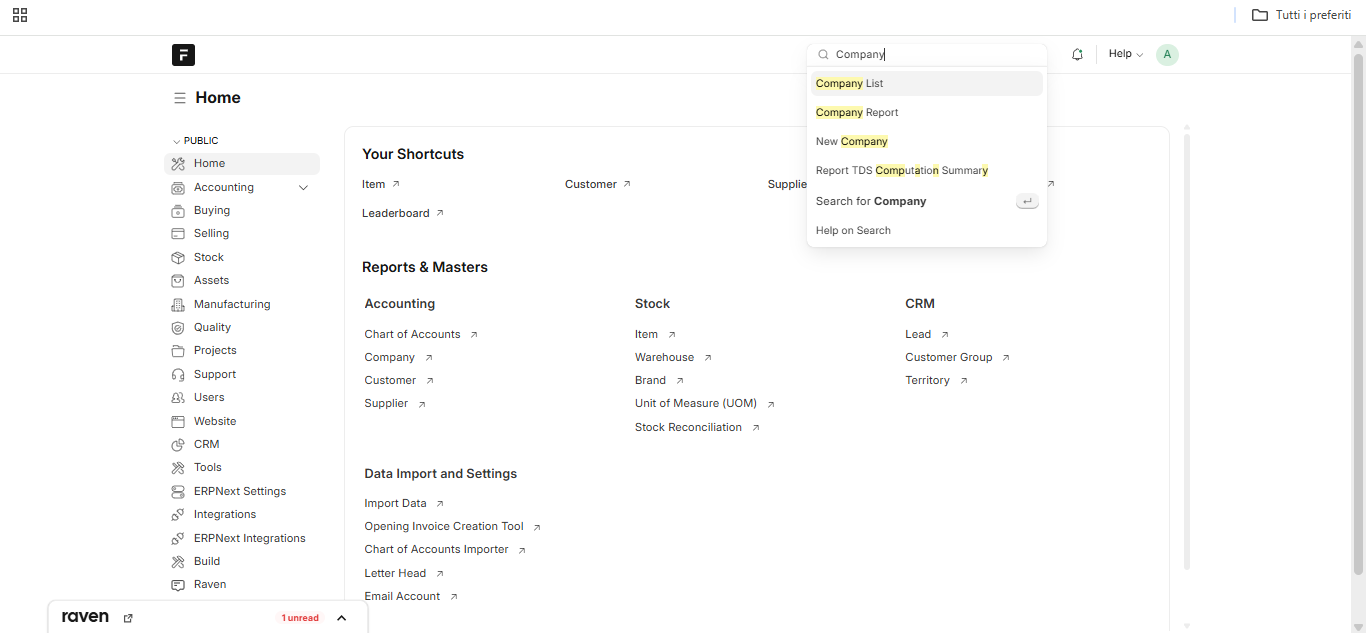 Tutti i preferiti
F
Company
Help
A
Company List
Company Report
New Company
Report TDS Computation Summary
Search for Company
Help on Search
Home
PUBLIC
Home
Accounting
Buying
Selling
Stock
Assets
Manufacturing
Quality
Projects
Support
Users
Website
CRM
Tools
ERPNext Settings
Integrations
ERPNext Integrations
Build
Raven
Your Shortcuts
Item
Customer
Leaderboard
Reports & Masters
Accounting
Chart of Accounts
Company
Customer
Supplier
Stock
Item
Warehouse
Brand
Unit of Measure (UOM)
Stock Reconciliation
CRM
Lead
Customer Group
Territory
Data Import and Settings
Import Data
Opening Invoice Creation Tool
Chart of Accounts Importer
Letter Head
Email Account
raven
1 unread